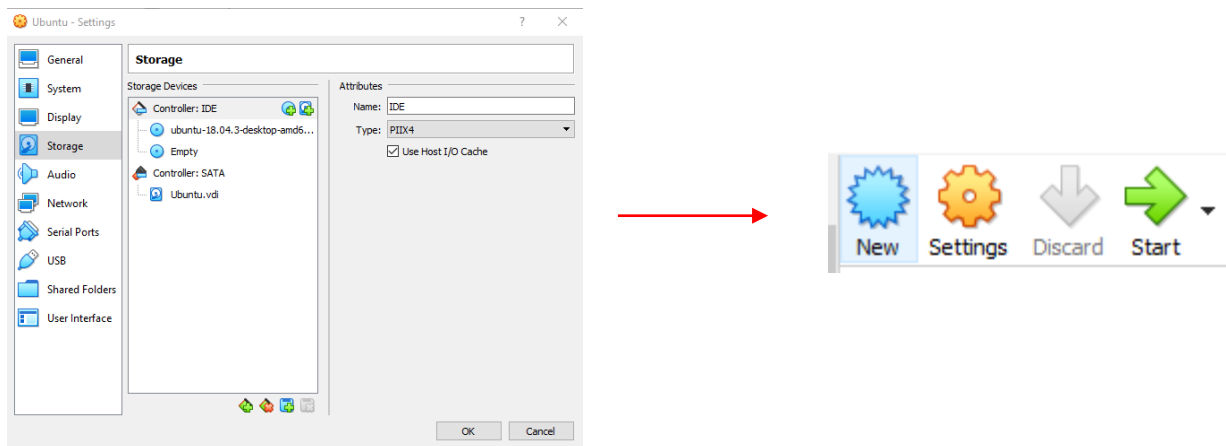 Ubuntu - Settings
?
General
System
Display
Storage
Audio
Network
Serial Ports
USB
Shared Folders
User Interface
Storage
Storage Devices
Controller: IDE
ubuntu-18.04.3-desktop-amd6...
Empty
Controller: SATA
Ubuntu.vdi
Attributes
Name: IDE
Type: PIIX4
Use Host I/O Cache
OK Cancel
New Settings Discard Start